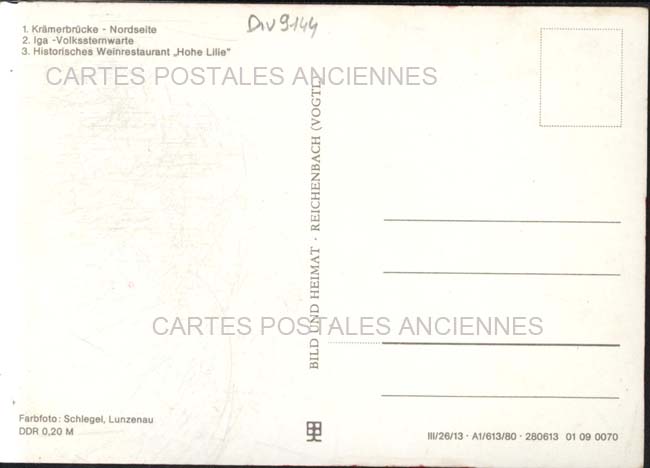 Div 9144
1. Krämerbrücke - Nordseite
2. Iga -Volkssternwarte
3. Historisches Weinrestaurant „Hohe Lilie"
CARTES POSTALES ANCIENNES
BILD UND HEIMAT · REICHENBACH (VOGTL)
CARTES POSTALES ANCIENNES
Farbfoto: Schlegel, Lunzenau
DDR 0,20 M
III/26/13 · A1/613/80 · 280613 01 09 0070